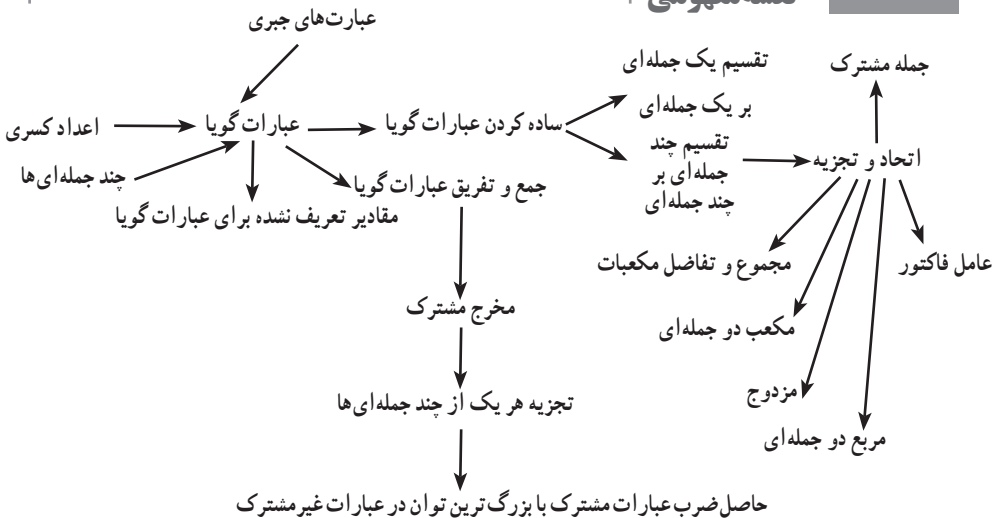 عبارت‌های جبری
تقسیم یک جمله‌ای
بر یک جمله‌ای
جمله مشترک
اعداد کسری
عبارات گویا
ساده کردن عبارات گویا
تقسیم چند
جمله‌ای بر
چند جمله‌ای
اتحاد و تجزیه
چند جمله‌ای‌ها
جمع و تفریق عبارات گویا
مقادیر تعریف نشده برای عبارات گویا
مجموع و تفاضل مکعبات
عامل فاکتور
مخرج مشترک
مکعب دو جمله‌ای
مزدوج
تجزیه هر یک از چند جمله‌ای‌ها
مربع دو جمله‌ای
حاصل‌ضرب عبارات مشترک با بزرگ‌ترین توان در عبارات غیرمشترک